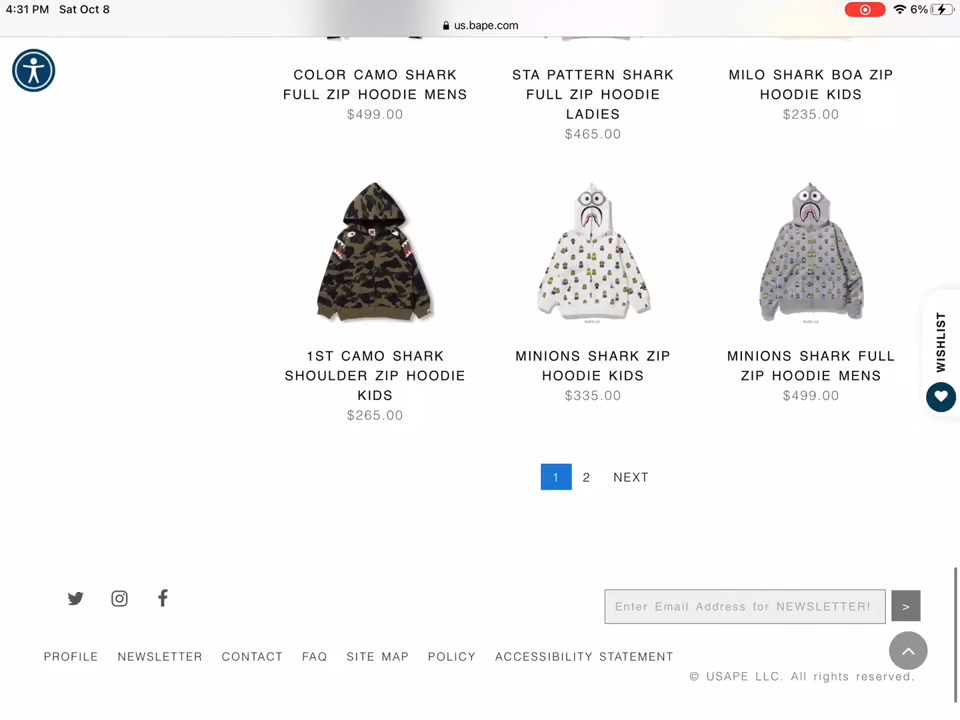 4:31 PM Sat Oct 8
6%
us.bape.com
COLOR CAMO SHARK
FULL ZIP HOODIE MENS
$499.00
STA PATTERN SHARK
FULL ZIP HOODIE
LADIES
$465.00
MILO SHARK BOA ZIP
HOODIE KIDS
$235.00
1ST CAMO SHARK
SHOULDER ZIP HOODIE
KIDS
$265.00
MINIONS SHARK ZIP
HOODIE KIDS
$335.00
MINIONS SHARK FULL
ZIP HOODIE MENS
$499.00
WISHLIST
1 2 NEXT
Enter Email Address for NEWSLETTER!
>
PROFILE NEWSLETTER CONTACT FAQ SITE MAP POLICY ACCESSIBILITY STATEMENT
© USAPE LLC. All rights reserved.